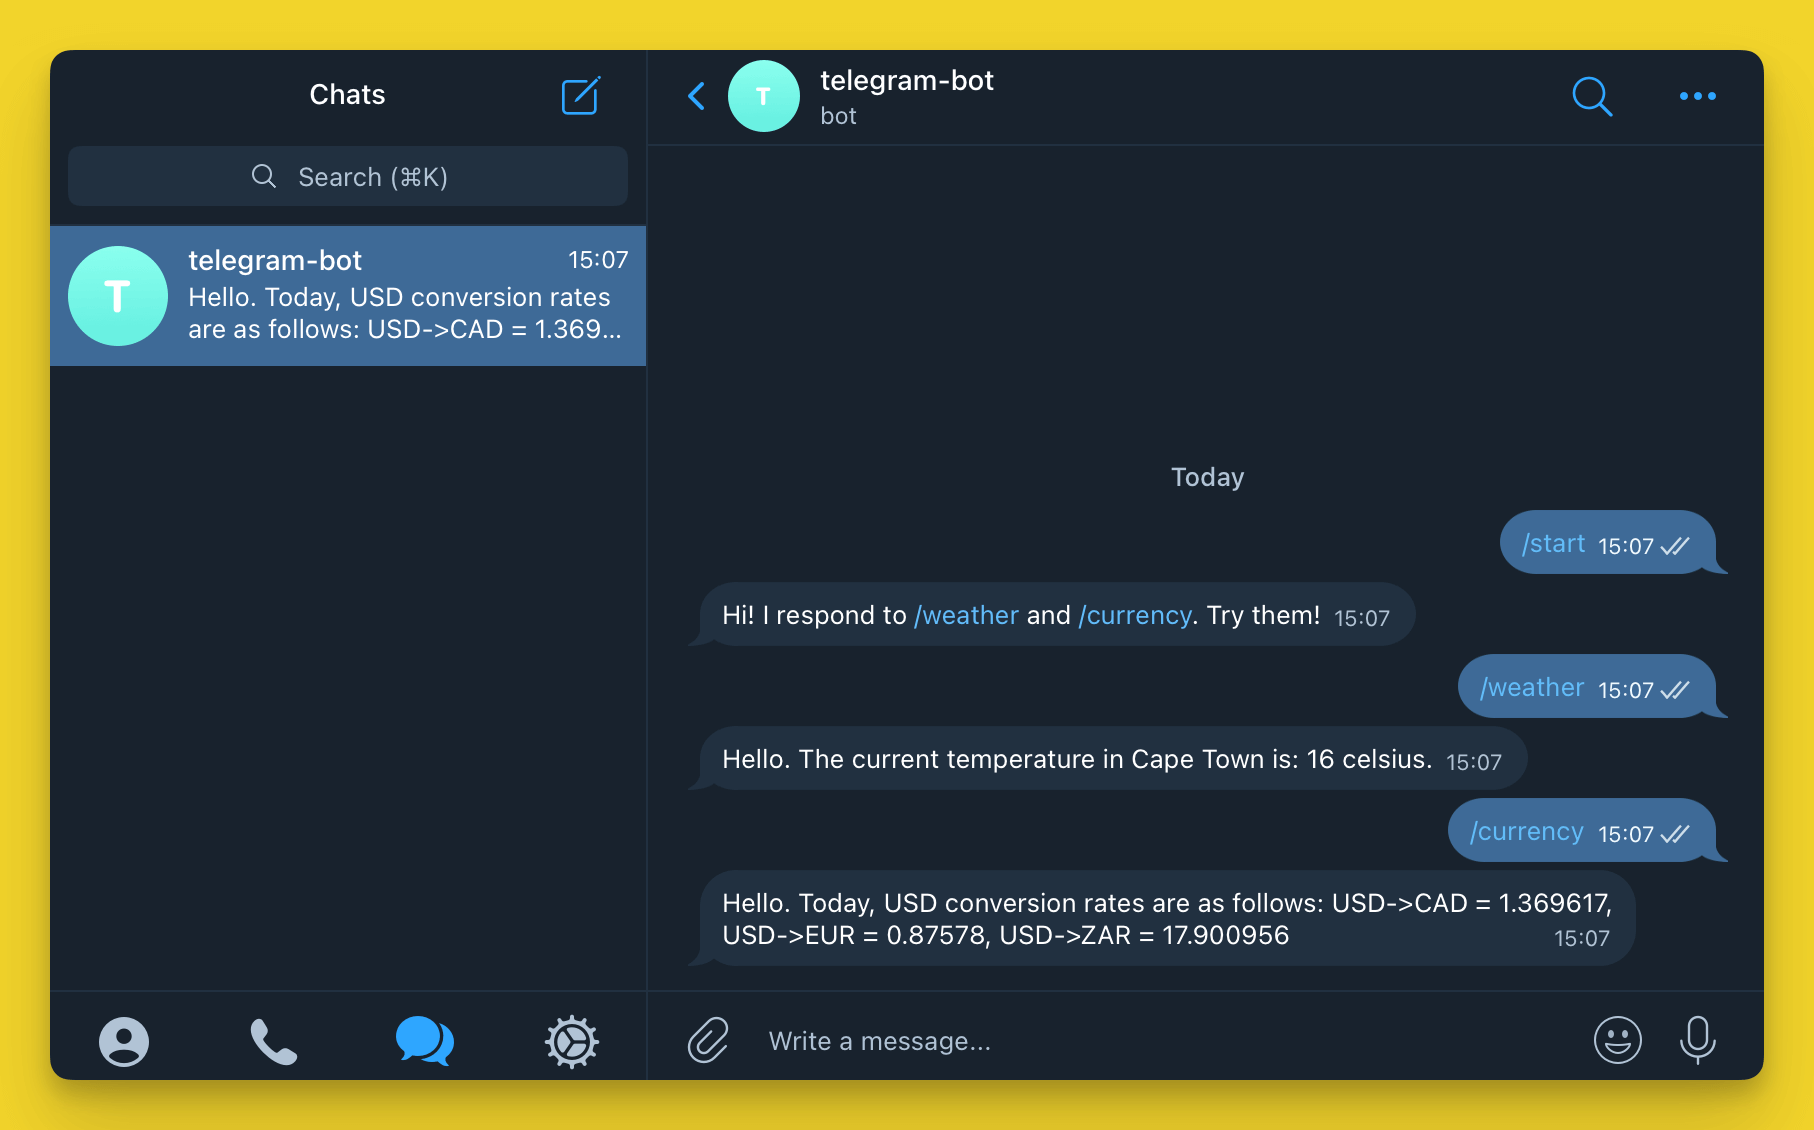 Chats
Search (⌘K)
T
telegram-bot
15:07
Hello. Today, USD conversion rates
are as follows: USD->CAD = 1.369...
T
telegram-bot
bot
Today
/start 15:07
Hi! I respond to /weather and /currency. Try them! 15:07
/weather 15:07
Hello. The current temperature in Cape Town is: 16 celsius. 15:07
/currency 15:07
Hello. Today, USD conversion rates are as follows: USD->CAD = 1.369617,
USD->EUR = 0.87578, USD->ZAR = 17.900956 15:07
Write a message...